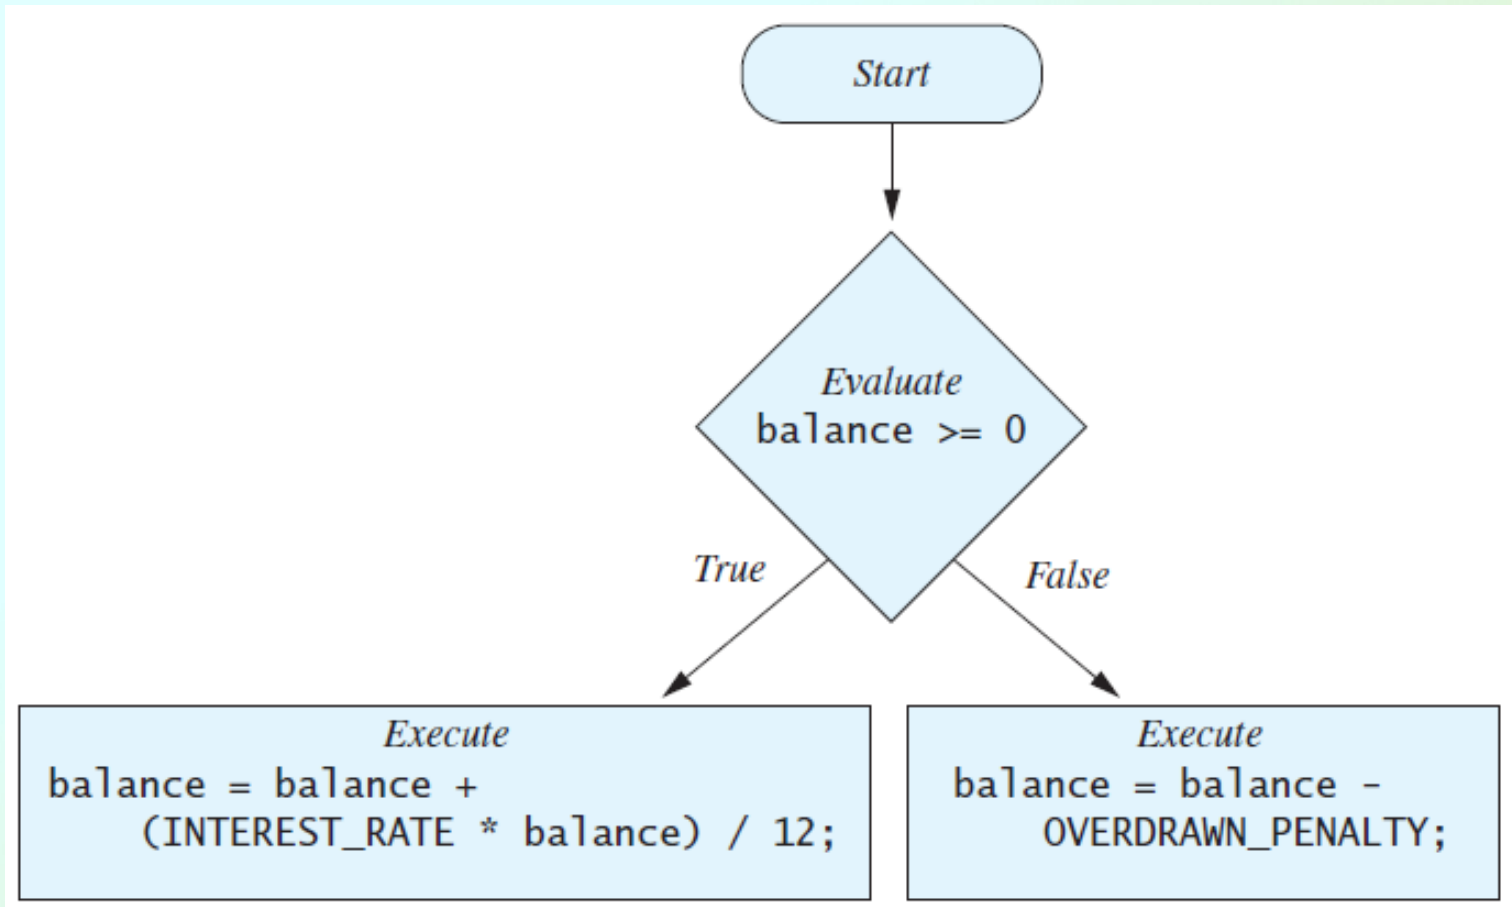 Start
Evaluate
balance >= 0
True
False
Execute
balance = balance +
(INTEREST_RATE * balance) / 12;
Execute
balance = balance -
OVERDRAWN_PENALTY;